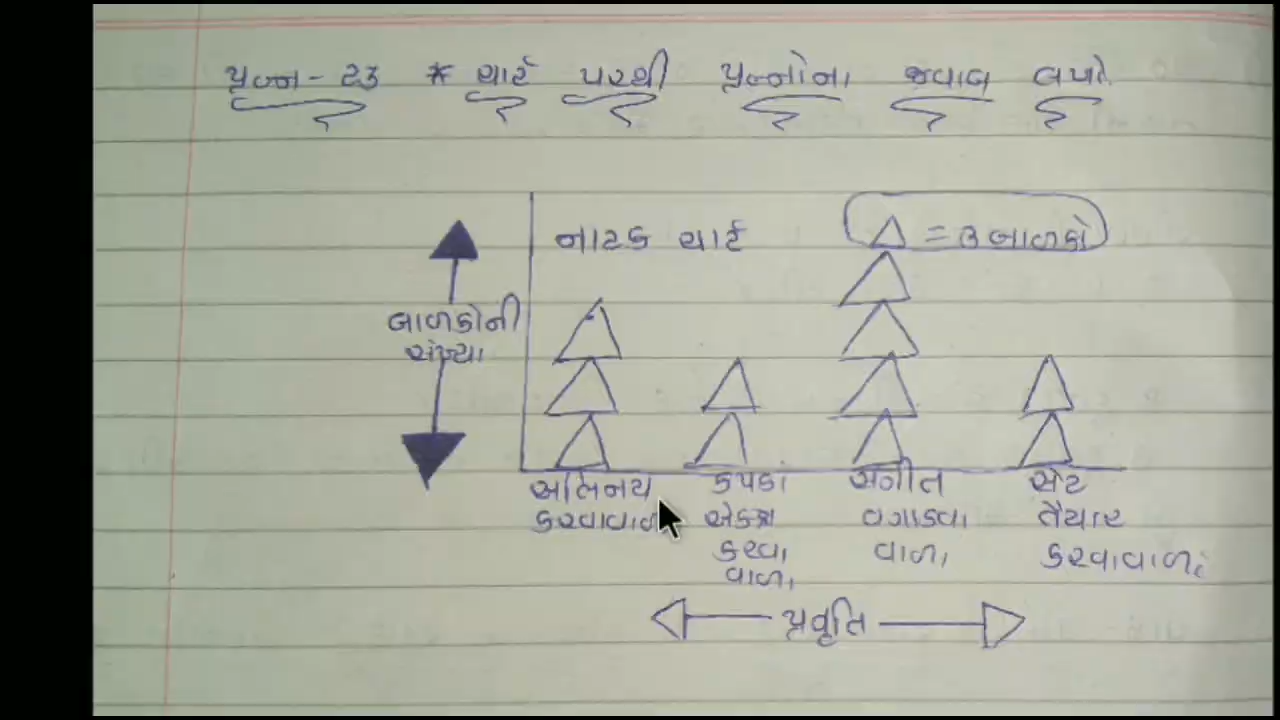 પ્રશ્ન - ૨૩ * ચાર્ટ પરથી પ્રશ્નોના જવાબ લખો.
નાટક ચાર્ટ
△ = ૩ બાળકો
બાળકોની
સંખ્યા
અભિનય
કરવાવાળા
કપડાં
એકઠા
કરવા
વાળા
સંગીત
વગાડવા
વાળા
સેટ
તૈયાર
કરવાવાળા
પ્રવૃતિ